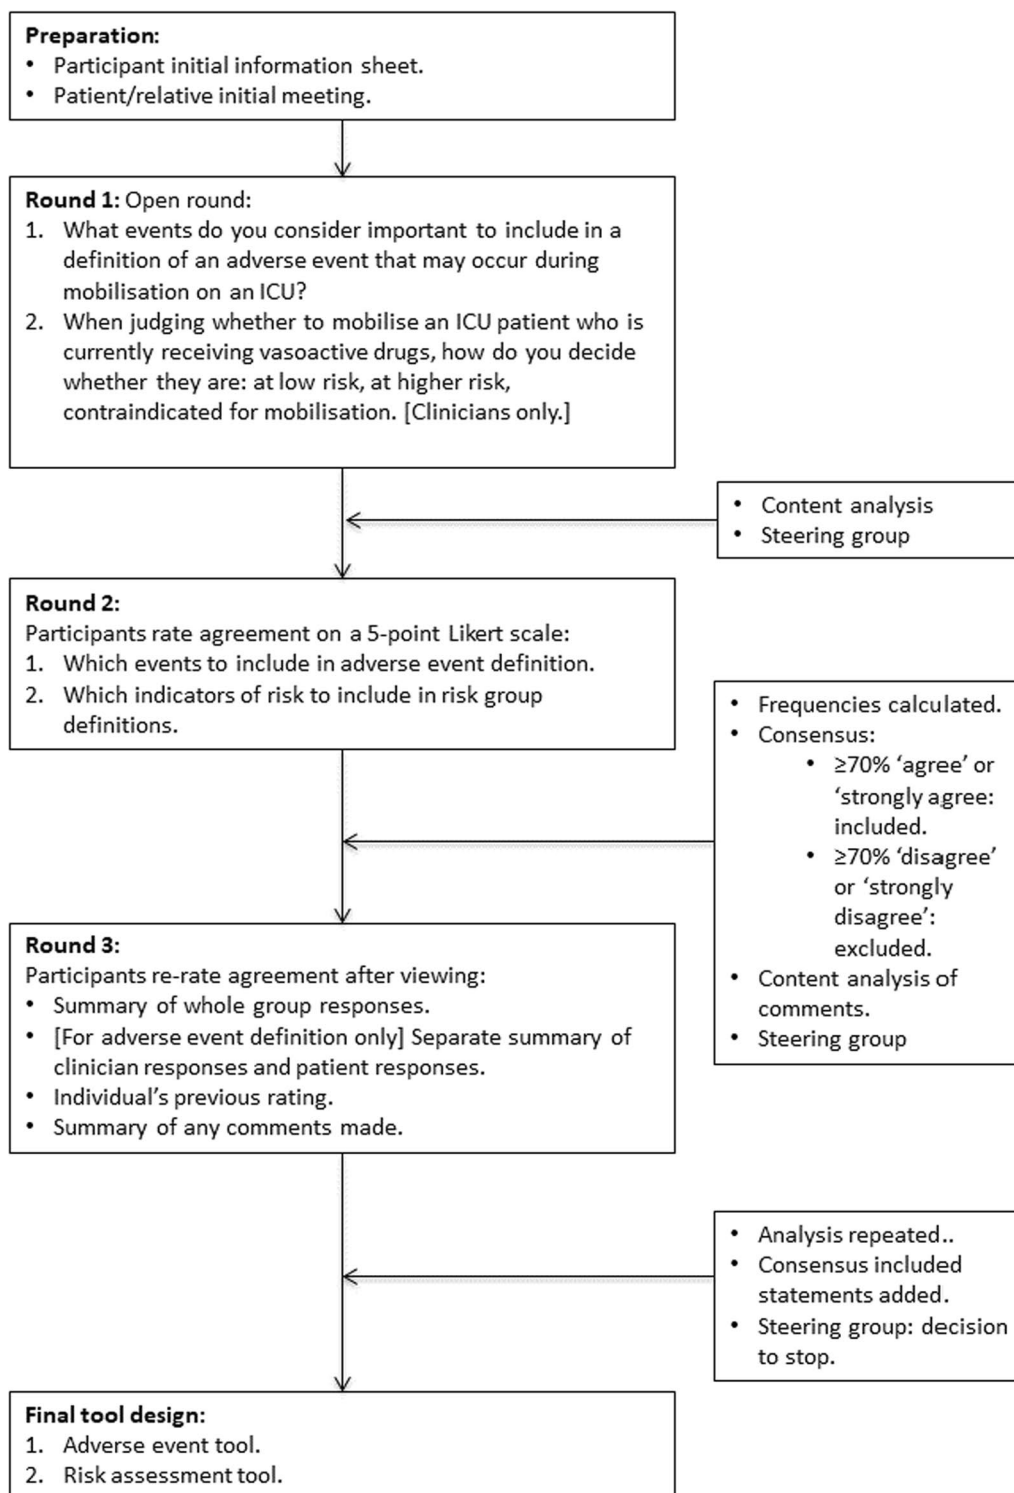 Preparation:
• Participant initial information sheet.
• Patient/relative initial meeting.
Round 1: Open round:
1. What events do you consider important to include in a
definition of an adverse event that may occur during
mobilisation on an ICU?
2. When judging whether to mobilise an ICU patient who is
currently receiving vasoactive drugs, how do you decide
whether they are: at low risk, at higher risk,
contraindicated for mobilisation. [Clinicians only.]
• Content analysis
• Steering group
Round 2:
Participants rate agreement on a 5-point Likert scale:
1. Which events to include in adverse event definition.
2. Which indicators of risk to include in risk group
definitions.
• Frequencies calculated.
• Consensus:
• ≥70% ‘agree’ or
‘strongly agree:
included.
• ≥70% ‘disagree’
or ‘strongly
disagree’:
excluded.
• Content analysis of
comments.
• Steering group
Round 3:
Participants re-rate agreement after viewing:
• Summary of whole group responses.
• [For adverse event definition only] Separate summary of
clinician responses and patient responses.
• Individual’s previous rating.
• Summary of any comments made.
• Analysis repeated..
• Consensus included
statements added.
• Steering group: decision
to stop.
Final tool design:
1. Adverse event tool.
2. Risk assessment tool.